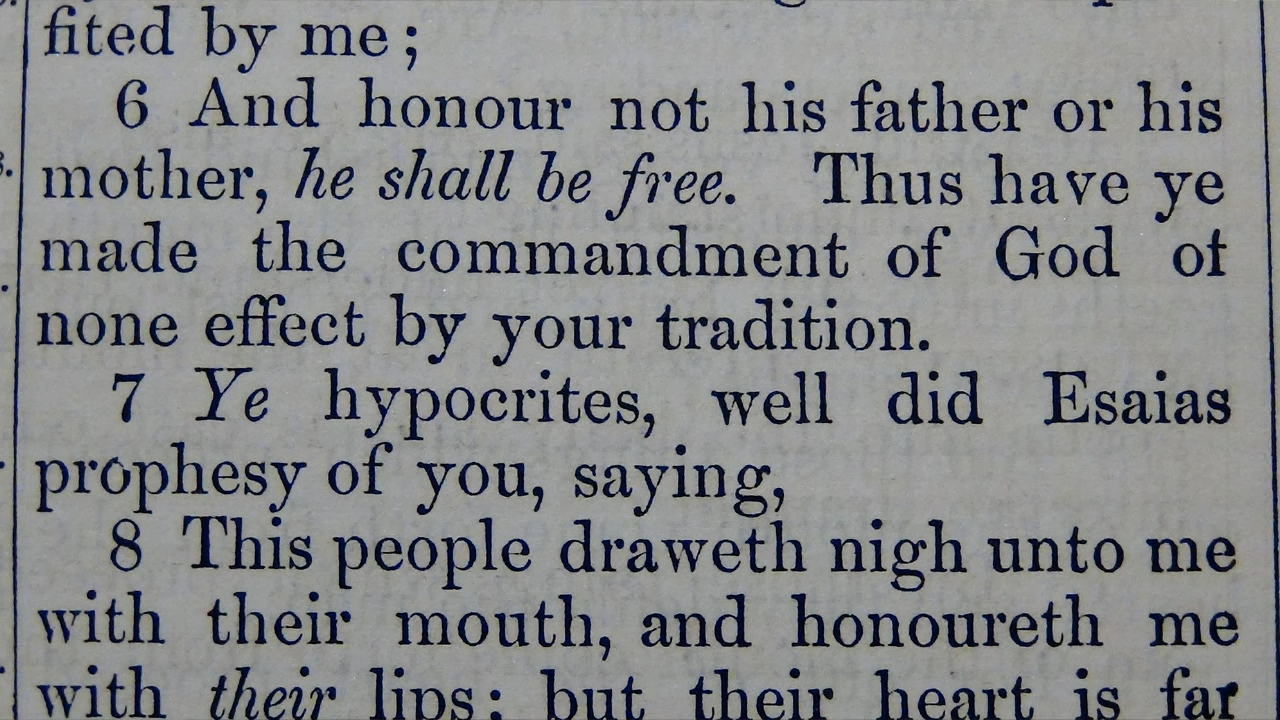 fited by me;
6 And honour not his father or his
mother, he shall be free. Thus have ye
made the commandment of God of
none effect by your tradition.
7 Ye hypocrites, well did Esaias
prophesy of you, saying,
8 This people draweth nigh unto me
with their mouth, and honoureth me
with their lips: but their heart is far